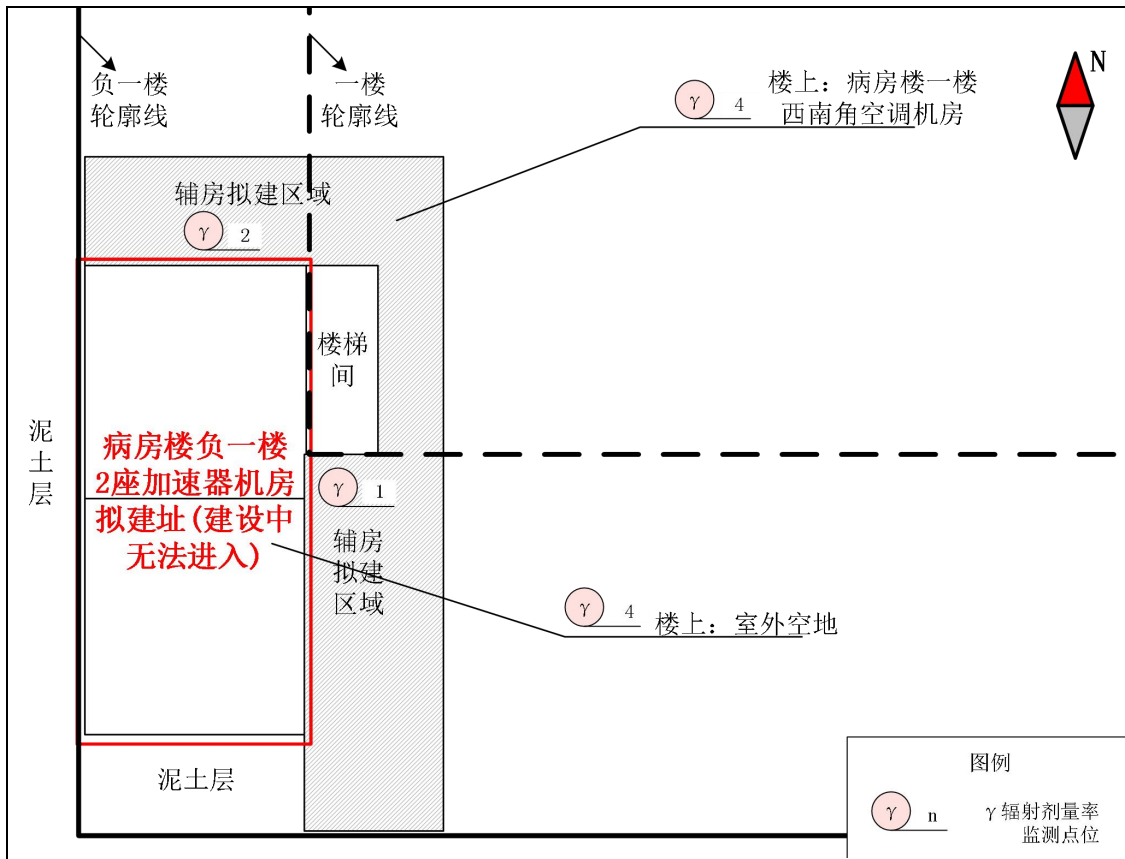 负一楼
轮廓线
一楼
轮廓线
γ 4
楼上：病房楼一楼
西南角空调机房
N
辅房拟建区域
γ 2
楼梯
间
泥
土
层
病房楼负一楼
2座加速器机房
拟建址(建设中
无法进入)
γ 1
辅房
拟建
区域
γ 4
楼上：室外空地
泥土层
图例
γ n
γ辐射剂量率
监测点位